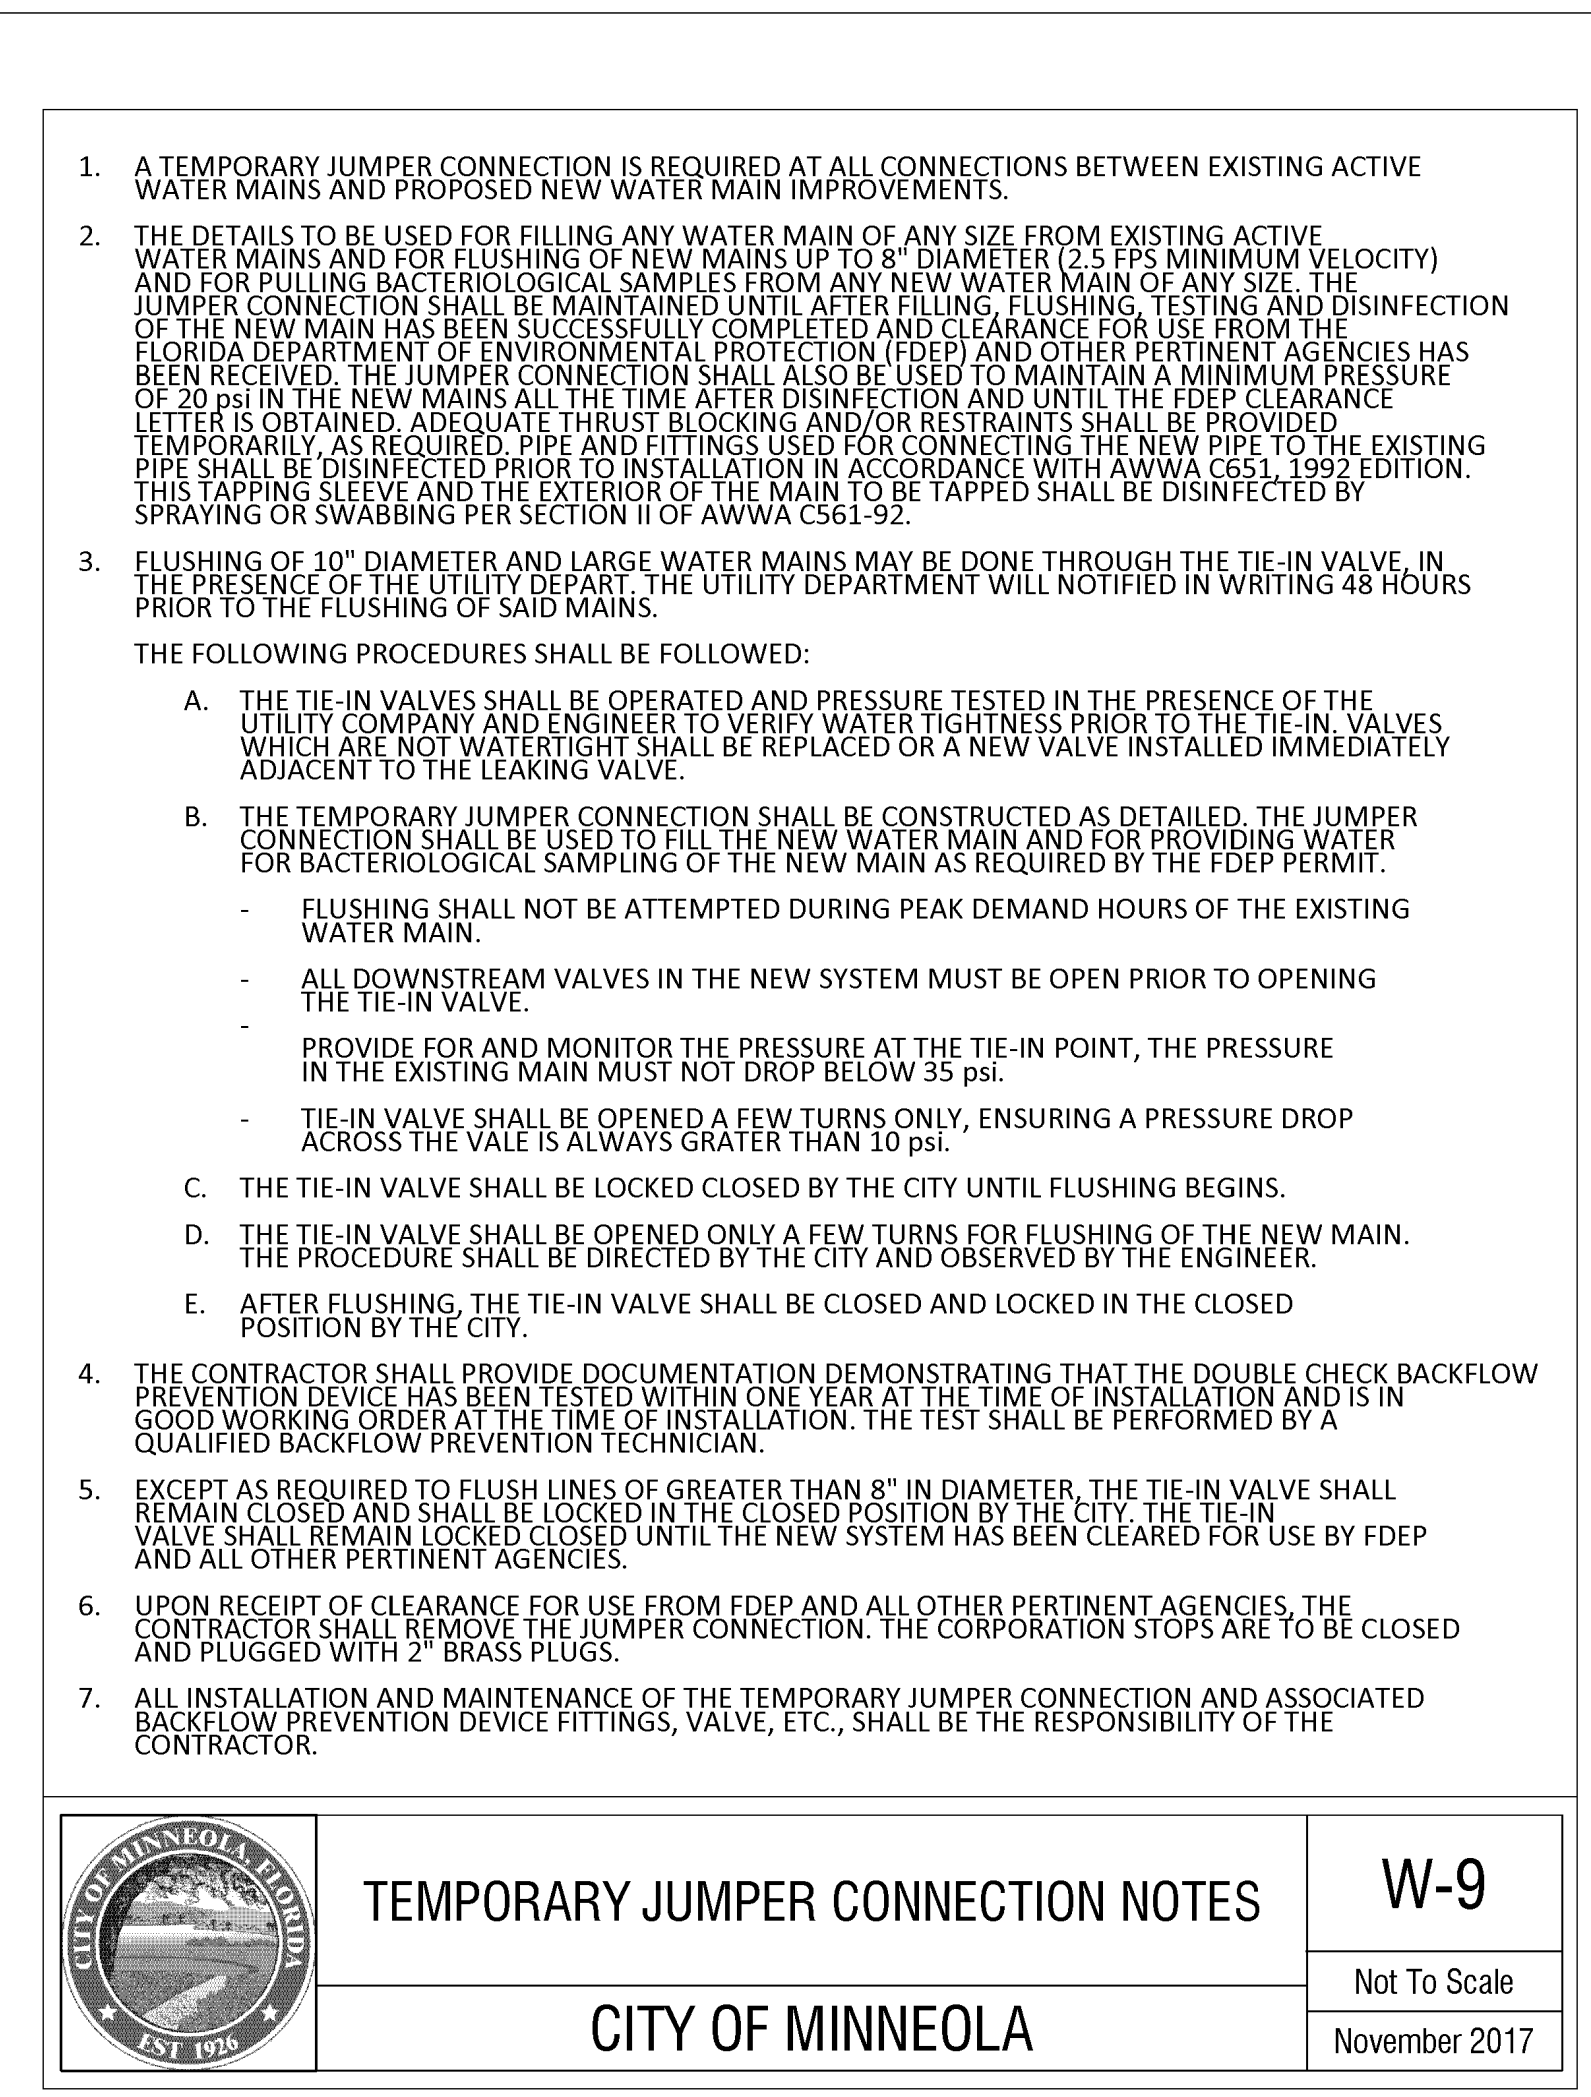 1. A TEMPORARY JUMPER CONNECTION IS REQUIRED AT ALL CONNECTIONS BETWEEN EXISTING ACTIVE
WATER MAINS AND PROPOSED NEW WATER MAIN IMPROVEMENTS.
2. THE DETAILS TO BE USED FOR FILLING ANY WATER MAIN OF ANY SIZE FROM EXISTING ACTIVE
WATER MAINS AND FOR FLUSHING OF NEW MAINS UP TO 8" DIAMETER (2.5 FPS MINIMUM VELOCITY)
AND FOR PULLING BACTERIOLOGICAL SAMPLES FROM ANY NEW WATER MAIN OF ANY SIZE. THE
JUMPER CONNECTION SHALL BE MAINTAINED UNTIL AFTER FILLING, FLUSHING, TESTING AND DISINFECTION
OF THE NEW MAIN HAS BEEN SUCCESSFULLY COMPLETED AND CLEARANCE FOR USE FROM THE
FLORIDA DEPARTMENT OF ENVIRONMENTAL PROTECTION (FDEP) AND OTHER PERTINENT AGENCIES HAS
BEEN RECEIVED. THE JUMPER CONNECTION SHALL ALSO BE USED TO MAINTAIN A MINIMUM PRESSURE
OF 20 psi IN THE NEW MAINS ALL THE TIME AFTER DISINFECTION AND UNTIL THE FDEP CLEARANCE
LETTER IS OBTAINED. ADEQUATE THRUST BLOCKING AND/OR RESTRAINTS SHALL BE PROVIDED
TEMPORARILY, AS REQUIRED. PIPE AND FITTINGS USED FOR CONNECTING THE NEW PIPE TO THE EXISTING
PIPE SHALL BE DISINFECTED PRIOR TO INSTALLATION IN ACCORDANCE WITH AWWA C651, 1992 EDITION.
THIS TAPPING SLEEVE AND THE EXTERIOR OF THE MAIN TO BE TAPPED SHALL BE DISINFECTED BY
SPRAYING OR SWABBING PER SECTION II OF AWWA C561-92.
3. FLUSHING OF 10" DIAMETER AND LARGE WATER MAINS MAY BE DONE THROUGH THE TIE-IN VALVE, IN
THE PRESENCE OF THE UTILITY DEPART. THE UTILITY DEPARTMENT WILL NOTIFIED IN WRITING 48 HOURS
PRIOR TO THE FLUSHING OF SAID MAINS.
THE FOLLOWING PROCEDURES SHALL BE FOLLOWED:
A. THE TIE-IN VALVES SHALL BE OPERATED AND PRESSURE TESTED IN THE PRESENCE OF THE
UTILITY COMPANY AND ENGINEER TO VERIFY WATER TIGHTNESS PRIOR TO THE TIE-IN. VALVES
WHICH ARE NOT WATERTIGHT SHALL BE REPLACED OR A NEW VALVE INSTALLED IMMEDIATELY
ADJACENT TO THE LEAKING VALVE.
B. THE TEMPORARY JUMPER CONNECTION SHALL BE CONSTRUCTED AS DETAILED. THE JUMPER
CONNECTION SHALL BE USED TO FILL THE NEW WATER MAIN AND FOR PROVIDING WATER
FOR BACTERIOLOGICAL SAMPLING OF THE NEW MAIN AS REQUIRED BY THE FDEP PERMIT.
- FLUSHING SHALL NOT BE ATTEMPTED DURING PEAK DEMAND HOURS OF THE EXISTING
WATER MAIN.
- ALL DOWNSTREAM VALVES IN THE NEW SYSTEM MUST BE OPEN PRIOR TO OPENING
THE TIE-IN VALVE.
-
PROVIDE FOR AND MONITOR THE PRESSURE AT THE TIE-IN POINT, THE PRESSURE
IN THE EXISTING MAIN MUST NOT DROP BELOW 35 psi.
- TIE-IN VALVE SHALL BE OPENED A FEW TURNS ONLY, ENSURING A PRESSURE DROP
ACROSS THE VALE IS ALWAYS GRATER THAN 10 psi.
C. THE TIE-IN VALVE SHALL BE LOCKED CLOSED BY THE CITY UNTIL FLUSHING BEGINS.
D. THE TIE-IN VALVE SHALL BE OPENED ONLY A FEW TURNS FOR FLUSHING OF THE NEW MAIN.
THE PROCEDURE SHALL BE DIRECTED BY THE CITY AND OBSERVED BY THE ENGINEER.
E. AFTER FLUSHING, THE TIE-IN VALVE SHALL BE CLOSED AND LOCKED IN THE CLOSED
POSITION BY THE CITY.
4. THE CONTRACTOR SHALL PROVIDE DOCUMENTATION DEMONSTRATING THAT THE DOUBLE CHECK BACKFLOW
PREVENTION DEVICE HAS BEEN TESTED WITHIN ONE YEAR AT THE TIME OF INSTALLATION AND IS IN
GOOD WORKING ORDER AT THE TIME OF INSTALLATION. THE TEST SHALL BE PERFORMED BY A
QUALIFIED BACKFLOW PREVENTION TECHNICIAN.
5. EXCEPT AS REQUIRED TO FLUSH LINES OF GREATER THAN 8" IN DIAMETER, THE TIE-IN VALVE SHALL
REMAIN CLOSED AND SHALL BE LOCKED IN THE CLOSED POSITION BY THE CITY. THE TIE-IN
VALVE SHALL REMAIN LOCKED CLOSED UNTIL THE NEW SYSTEM HAS BEEN CLEARED FOR USE BY FDEP
AND ALL OTHER PERTINENT AGENCIES.
6. UPON RECEIPT OF CLEARANCE FOR USE FROM FDEP AND ALL OTHER PERTINENT AGENCIES, THE
CONTRACTOR SHALL REMOVE THE JUMPER CONNECTION. THE CORPORATION STOPS ARE TO BE CLOSED
AND PLUGGED WITH 2" BRASS PLUGS.
7. ALL INSTALLATION AND MAINTENANCE OF THE TEMPORARY JUMPER CONNECTION AND ASSOCIATED
BACKFLOW PREVENTION DEVICE FITTINGS, VALVE, ETC., SHALL BE THE RESPONSIBILITY OF THE
CONTRACTOR.
CITY OF MINNEOLA, FLORIDA
EST 1926
TEMPORARY JUMPER CONNECTION NOTES
CITY OF MINNEOLA
W-9
Not To Scale
November 2017